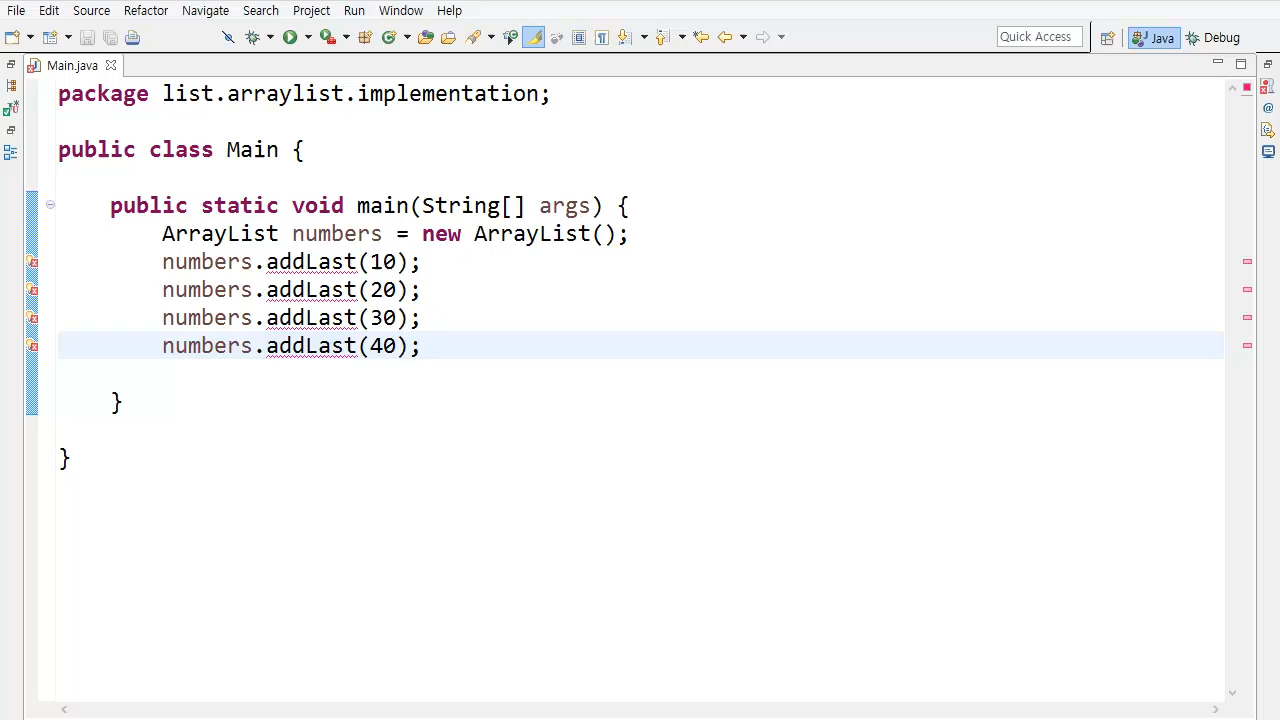 File Edit Source Refactor Navigate Search Project Run Window Help
Quick Access Java Debug
Main.java
package list.arraylist.implementation;
public class Main {
public static void main(String[] args) {
ArrayList numbers = new ArrayList();
numbers.addLast(10);
numbers.addLast(20);
numbers.addLast(30);
numbers.addLast(40);
}
}